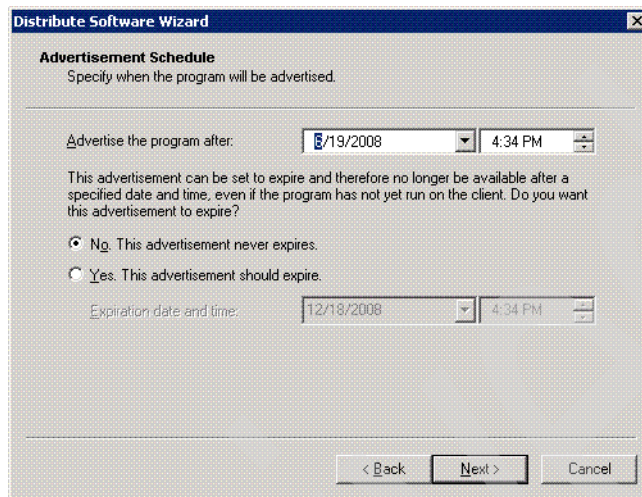 Distribute Software Wizard
Advertisement Schedule
Specify when the program will be advertised.
Advertise the program after: 6/19/2008 4:34 PM
This advertisement can be set to expire and therefore no longer be available after a
specified date and time, even if the program has not yet run on the client. Do you want
this advertisement to expire?
No. This advertisement never expires.
Yes. This advertisement should expire.
Expiration date and time: 12/18/2008 4:34 PM
< Back Next > Cancel